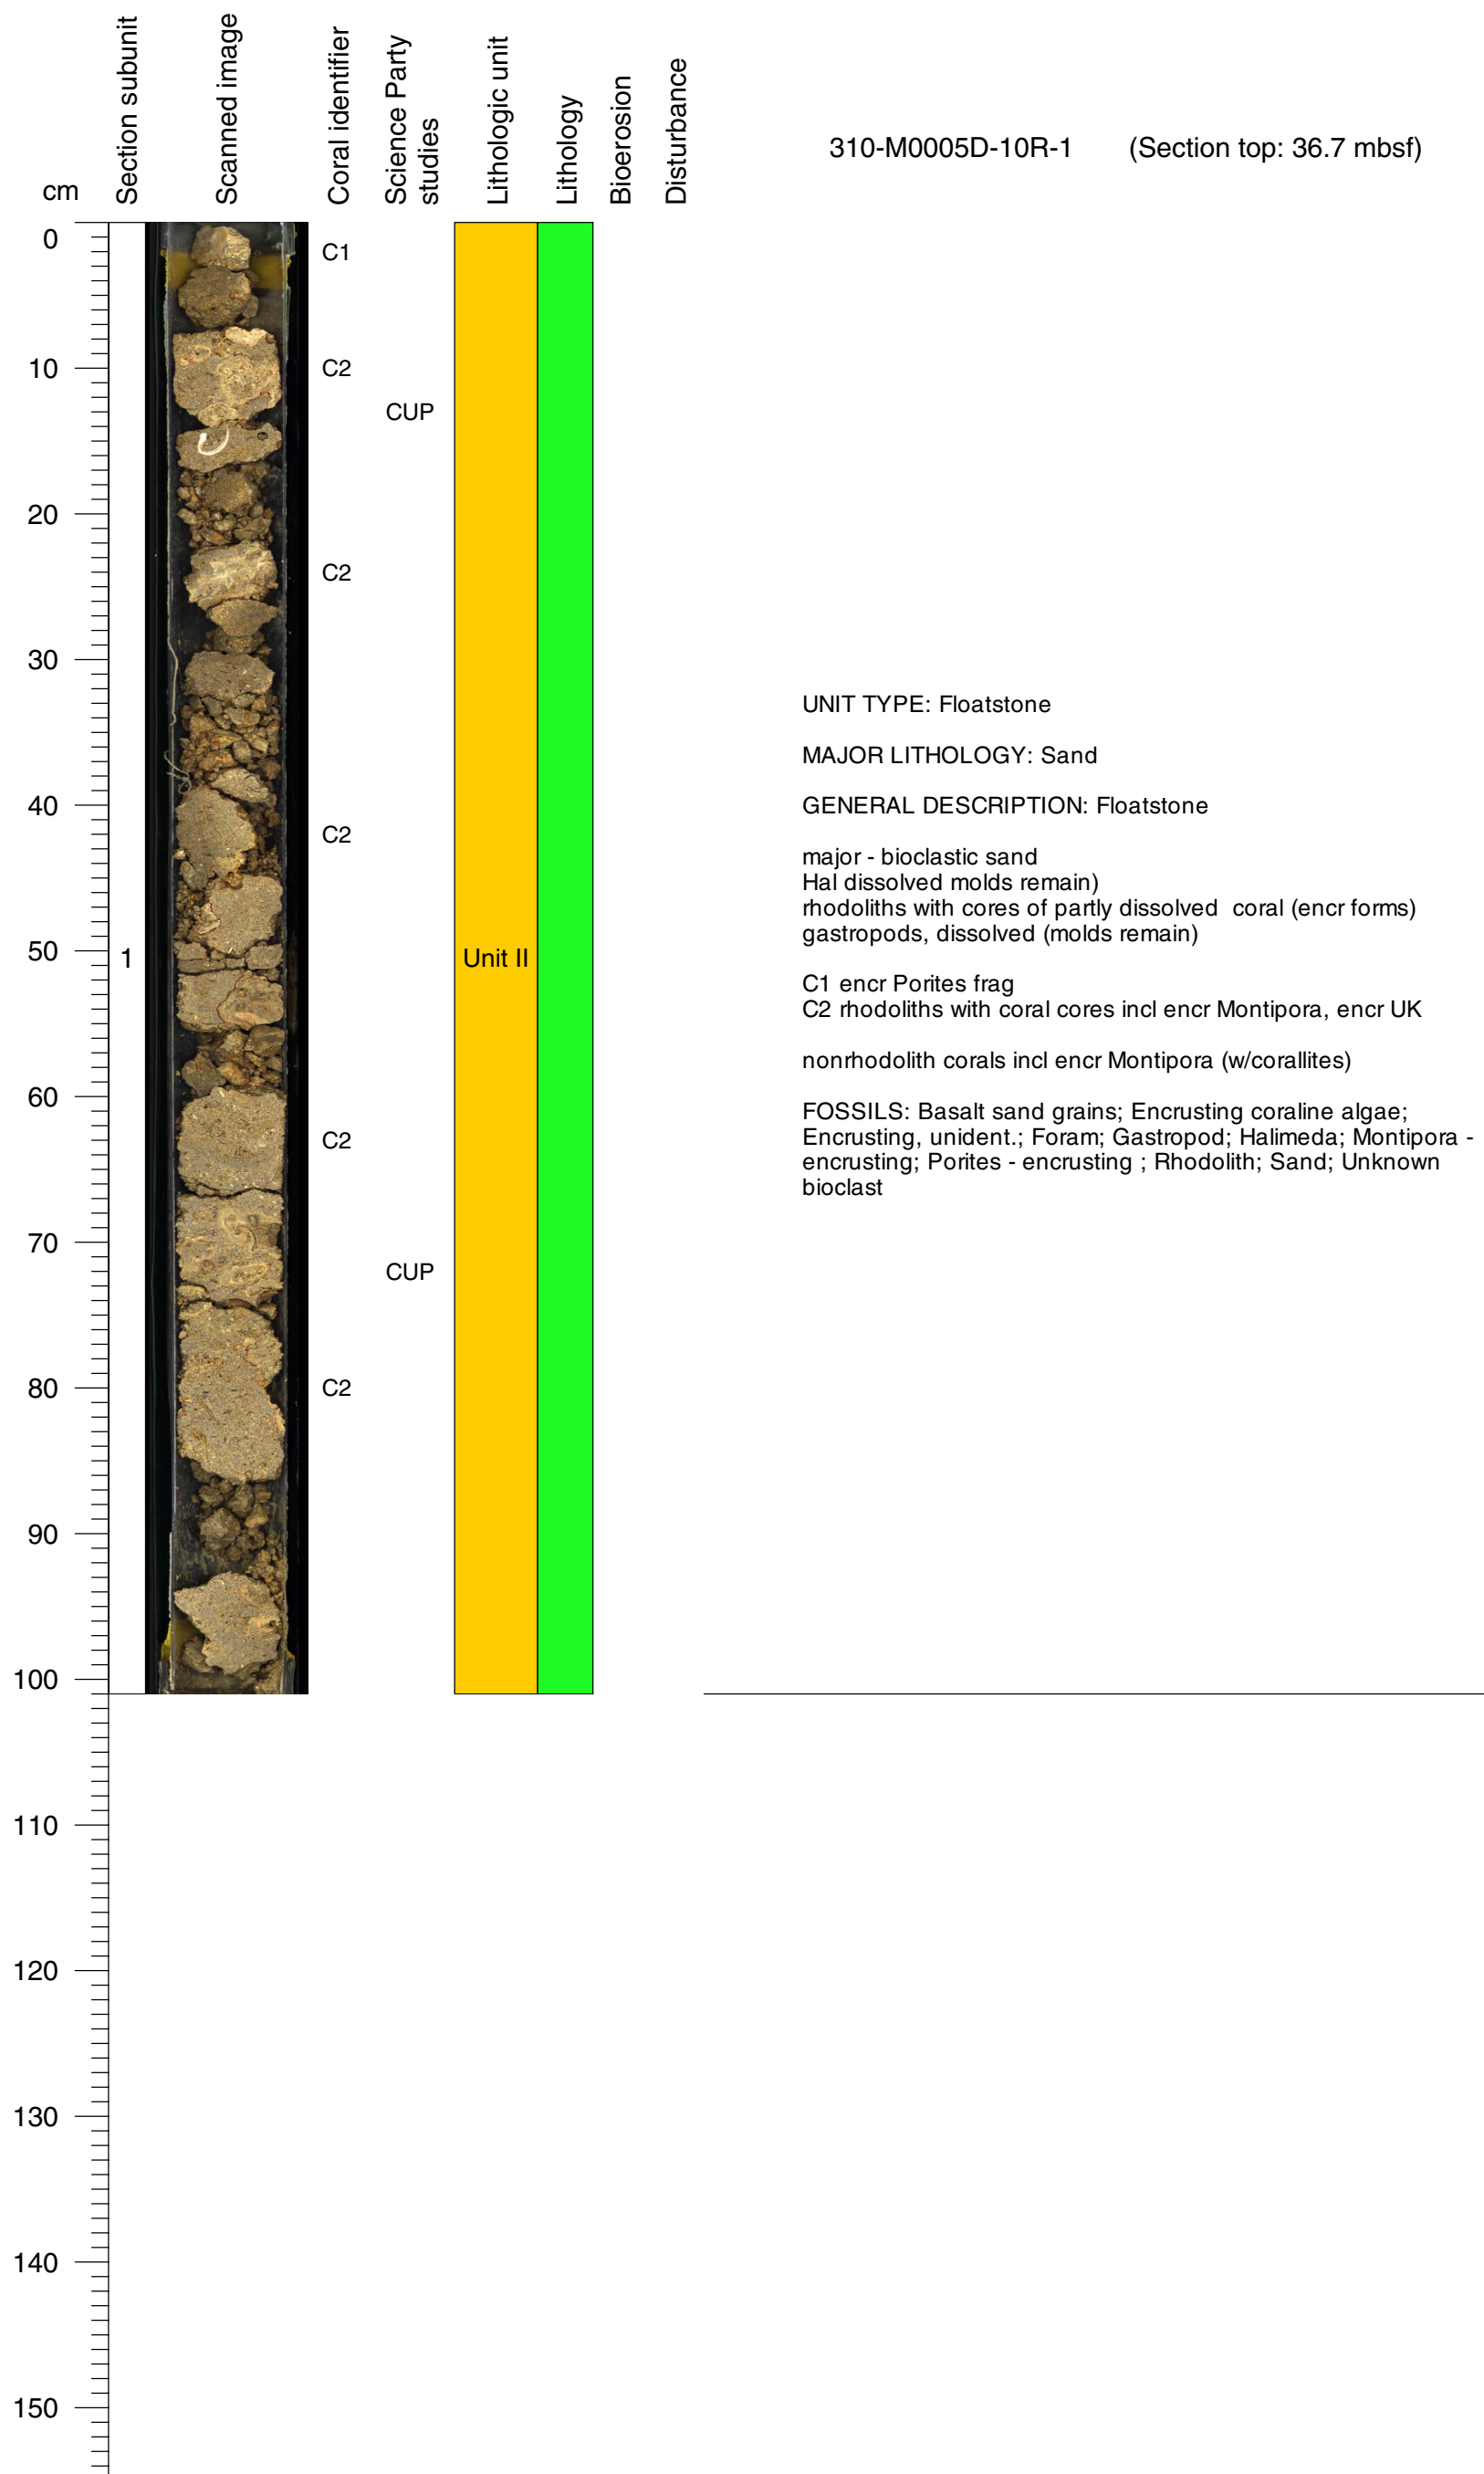 Section subunit
Scanned image
Coral identifier
Science Party
studies
Lithologic unit
Lithology
Bioerosion
Disturbance
310-M0005D-10R-1 (Section top: 36.7 mbsf)
cm
0
C1
10
C2
CUP
20
C2
30
40
C2
50
1
Unit II
60
C2
70
CUP
80
C2
90
100
110
120
130
140
150
UNIT TYPE: Floatstone
MAJOR LITHOLOGY: Sand
GENERAL DESCRIPTION: Floatstone
major - bioclastic sand
Hal dissolved molds remain)
rhodoliths with cores of partly dissolved coral (encr forms)
gastropods, dissolved (molds remain)
C1 encr Porites frag
C2 rhodoliths with coral cores incl encr Montipora, encr UK
nonrhodolith corals incl encr Montipora (w/corallites)
FOSSILS: Basalt sand grains; Encrusting coraline algae;
Encrusting, unident.; Foram; Gastropod; Halimeda; Montipora -
encrusting; Porites - encrusting ; Rhodolith; Sand; Unknown
bioclast